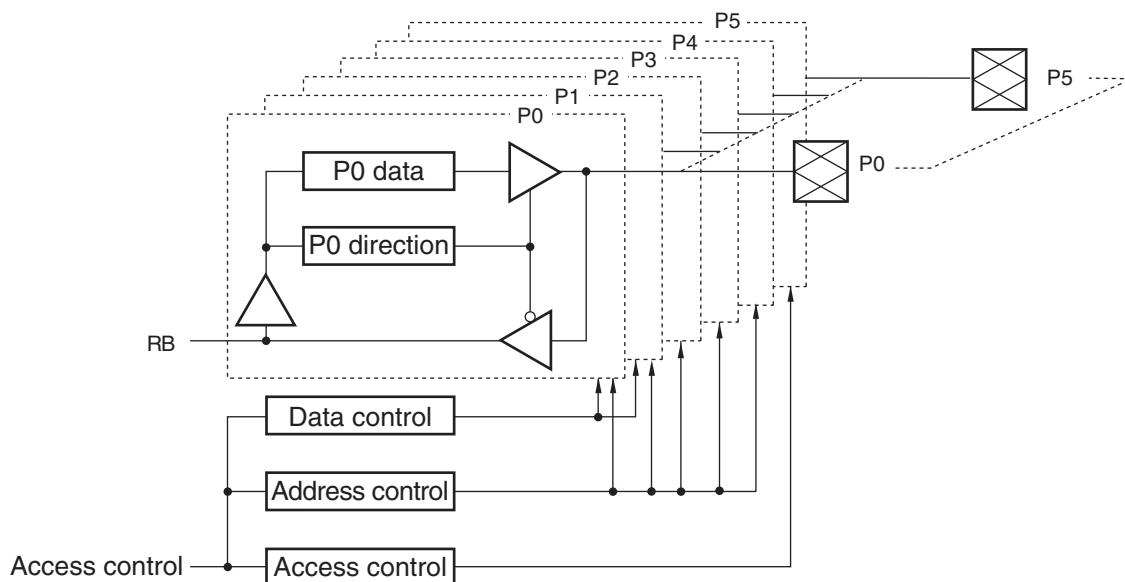 P5
P4
P3
P2
P1
P0
P5
P0 data
P0
P0 direction
RB
Data control
Address control
Access control
Access control